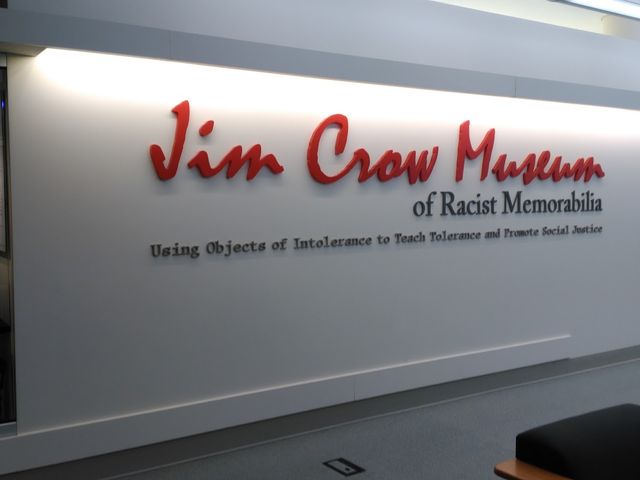 Jim Crow Museum
of Racist Memorabilia
Using Objects of Intolerance to Teach Tolerance and Promote Social Justice